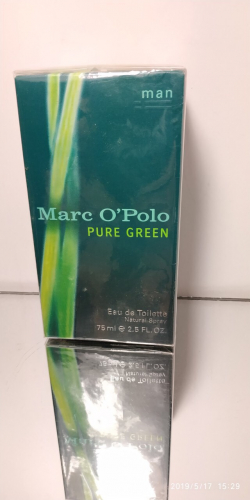 man
Marc O'Polo
PURE GREEN
Eau de Toilette
Natural Spray
75 ml ℮ 2.5 FL. Oz.
2019/5/17 15:29